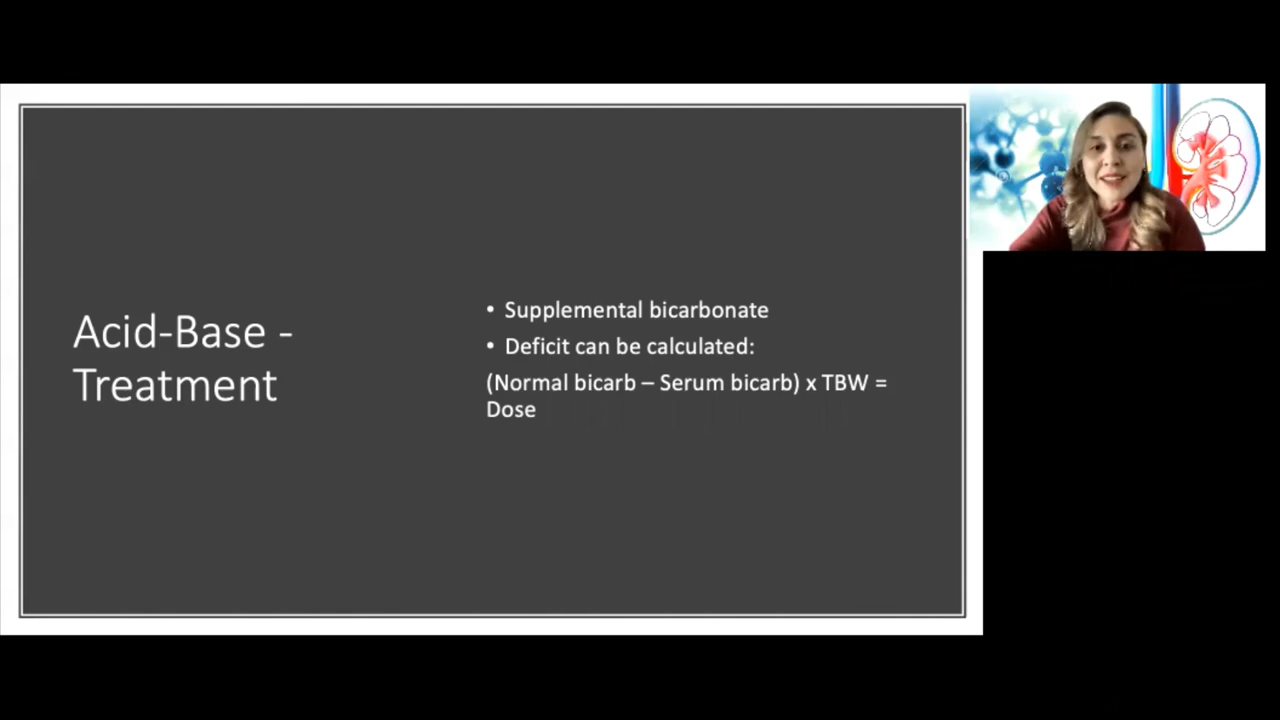 Acid-Base -
Treatment
• Supplemental bicarbonate
• Deficit can be calculated:
(Normal bicarb – Serum bicarb) x TBW =
Dose